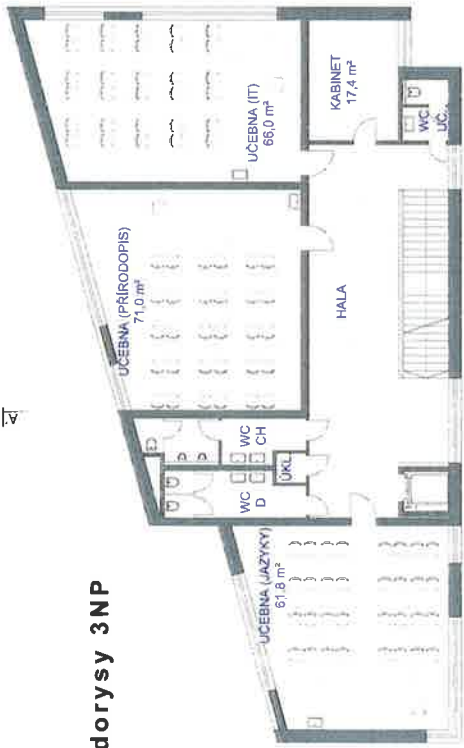 dorysy 3NP
A'
UČEBNA (IT)
66,0 m²
KABINET
17,4 m²
WC
UČ.
UČEBNA (PŘÍRODOPIS)
71,0 m²
HALA
WC
CH
ÚKL.
WC
D
UČEBNA (JAZYKY)
61,8 m²